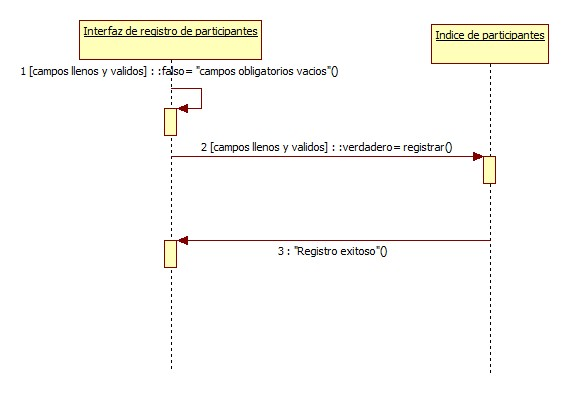 Interfaz de registro de participantes
Indice de participantes
1 [campos llenos y validos] : :falso= "campos obligatorios vacios"()
2 [campos llenos y validos] : :verdadero= registrar()
3 : "Registro exitoso"()